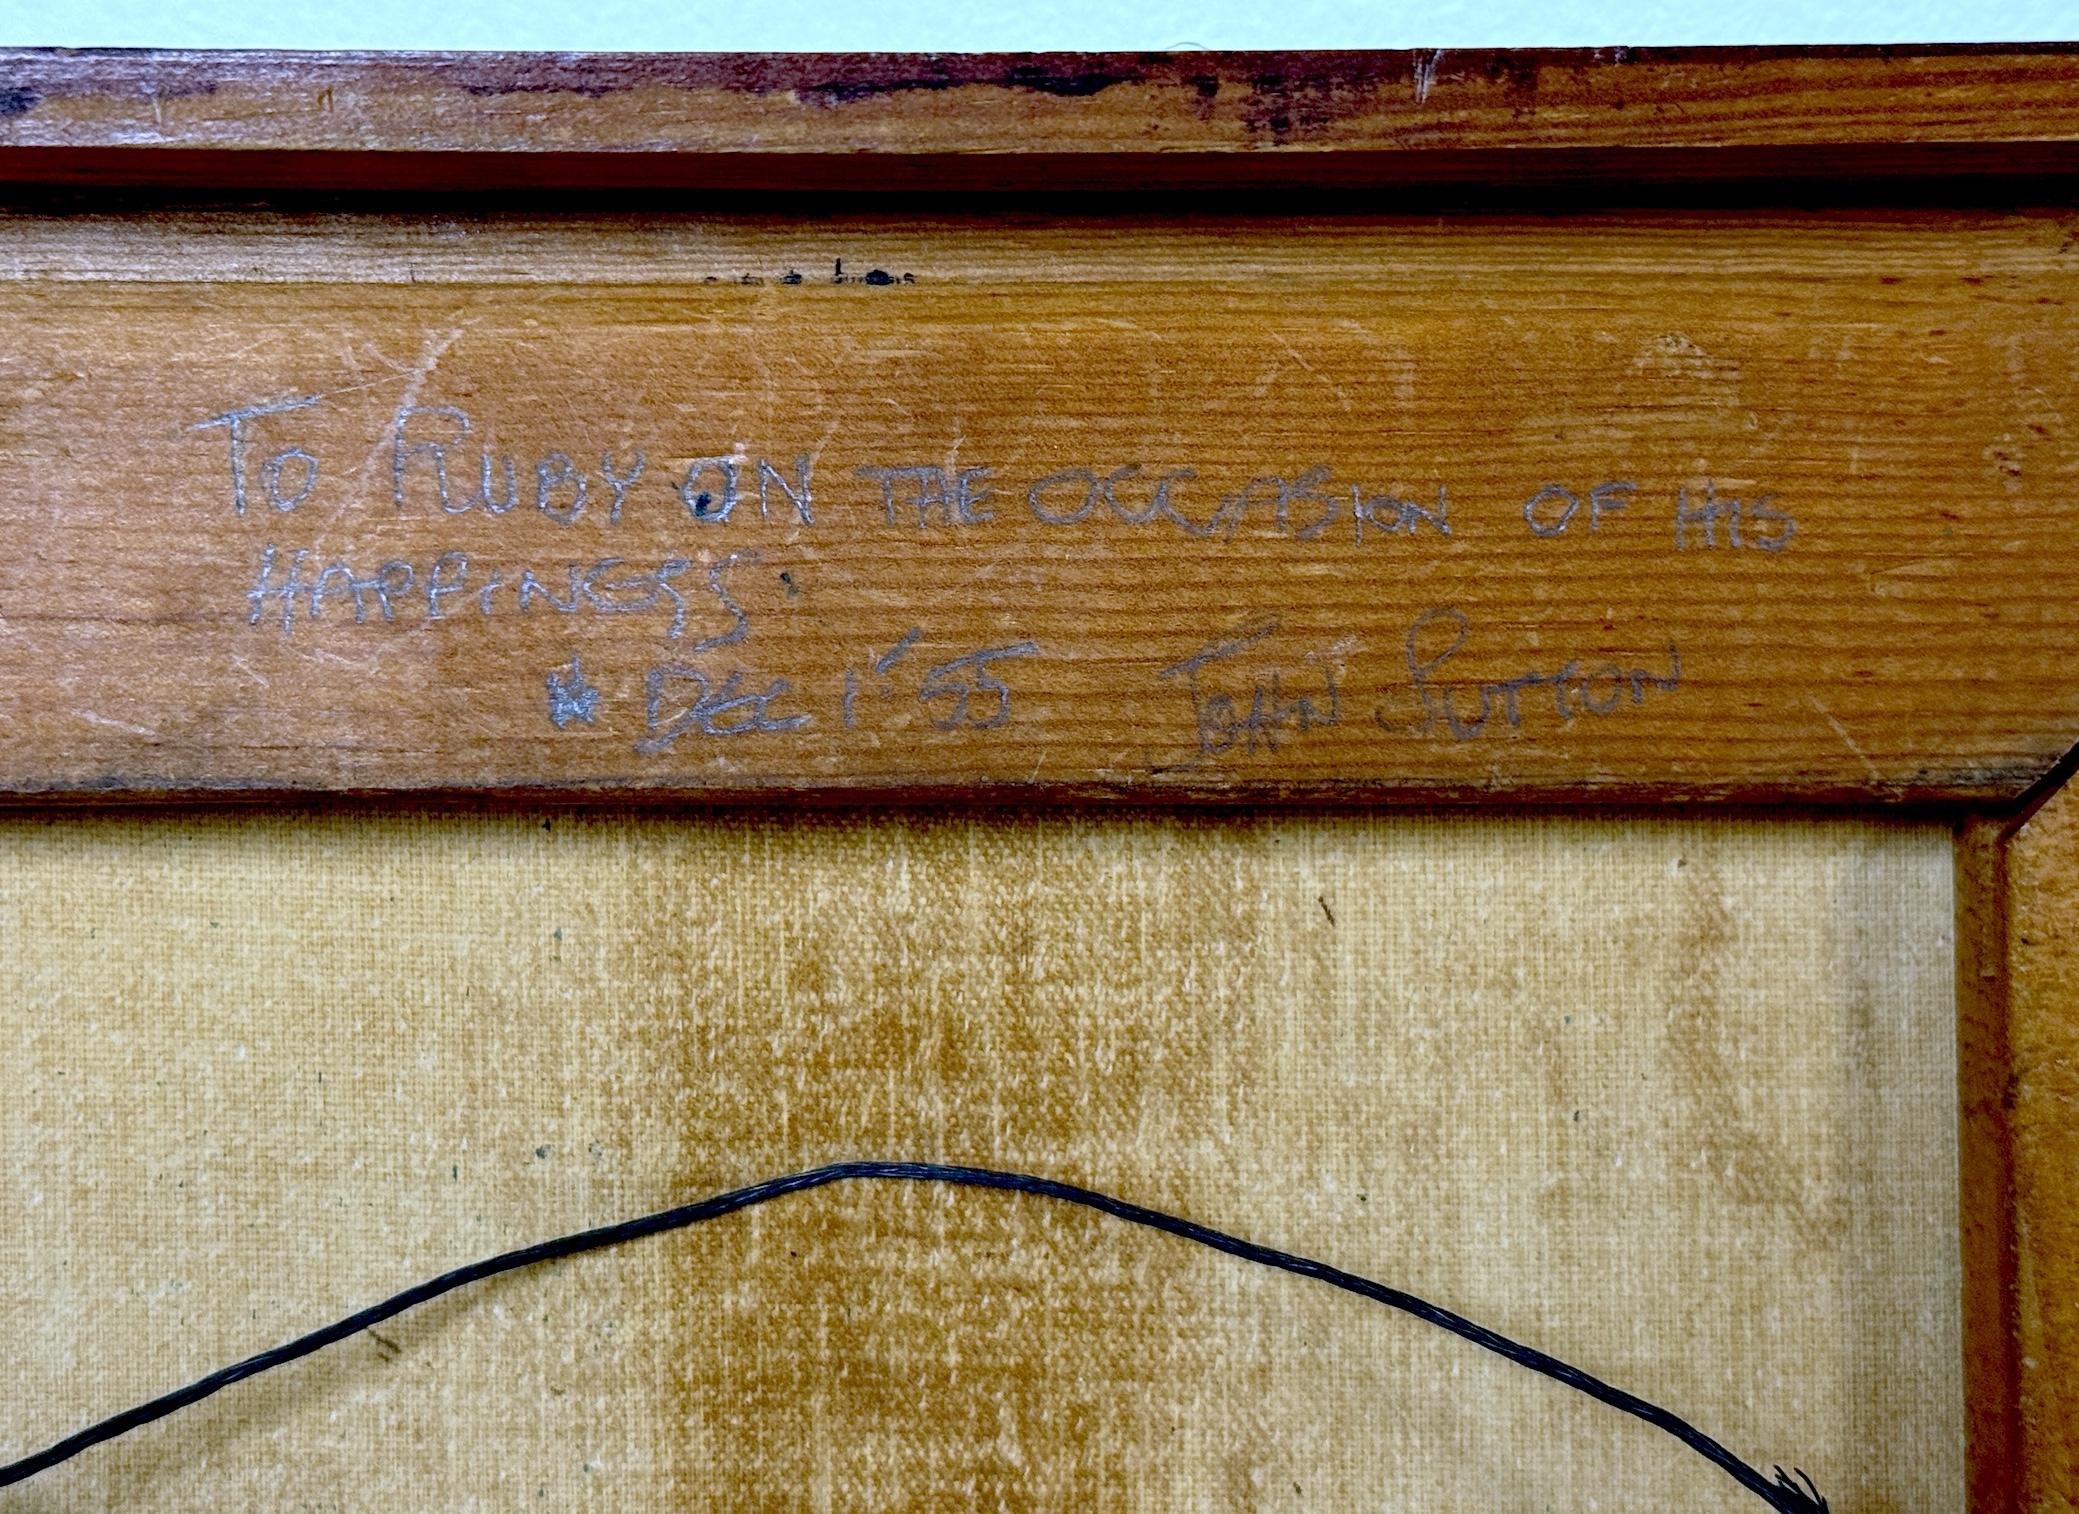 TO RUBY ON THE OCCASION OF HIS
HAPPINESS.
DEC 1 '55 JOHN SUTTON